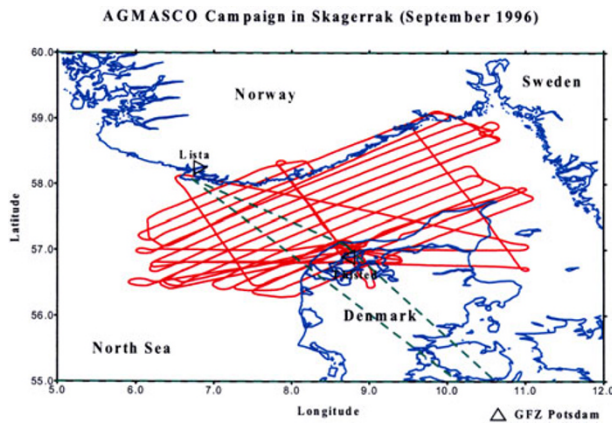 AGMASCO Campaign in Skagerrak (September 1996)
60.0
59.0
58.0
57.0
56.0
55.0
Latitude
Norway
Sweden
Lista
Denmark
North Sea
5.0 6.0 7.0 8.0 9.0 10.0 11.0 12.0
Longitude
GFZ Potsdam